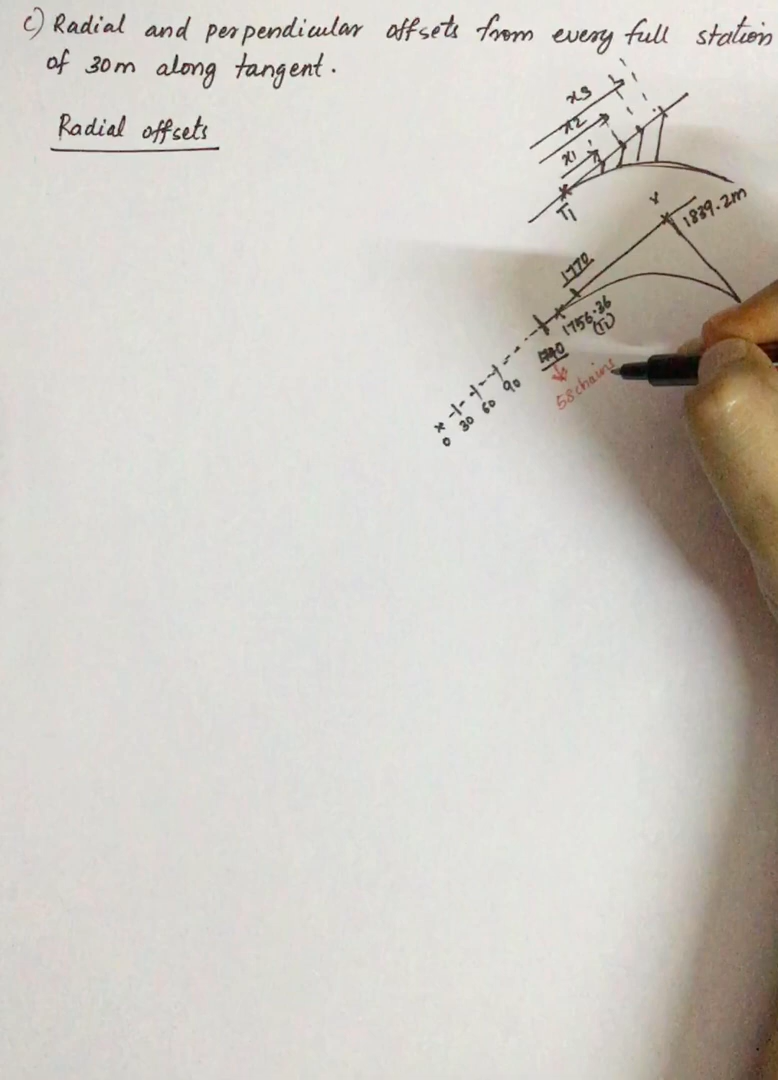 c) Radial and perpendicular offsets from every full station
of 30m along tangent.
Radial offsets
x3
x2
x1
T1
V
1839.2m
1770
1756.36
(T1)
1740
58 chains
0
30
60
90